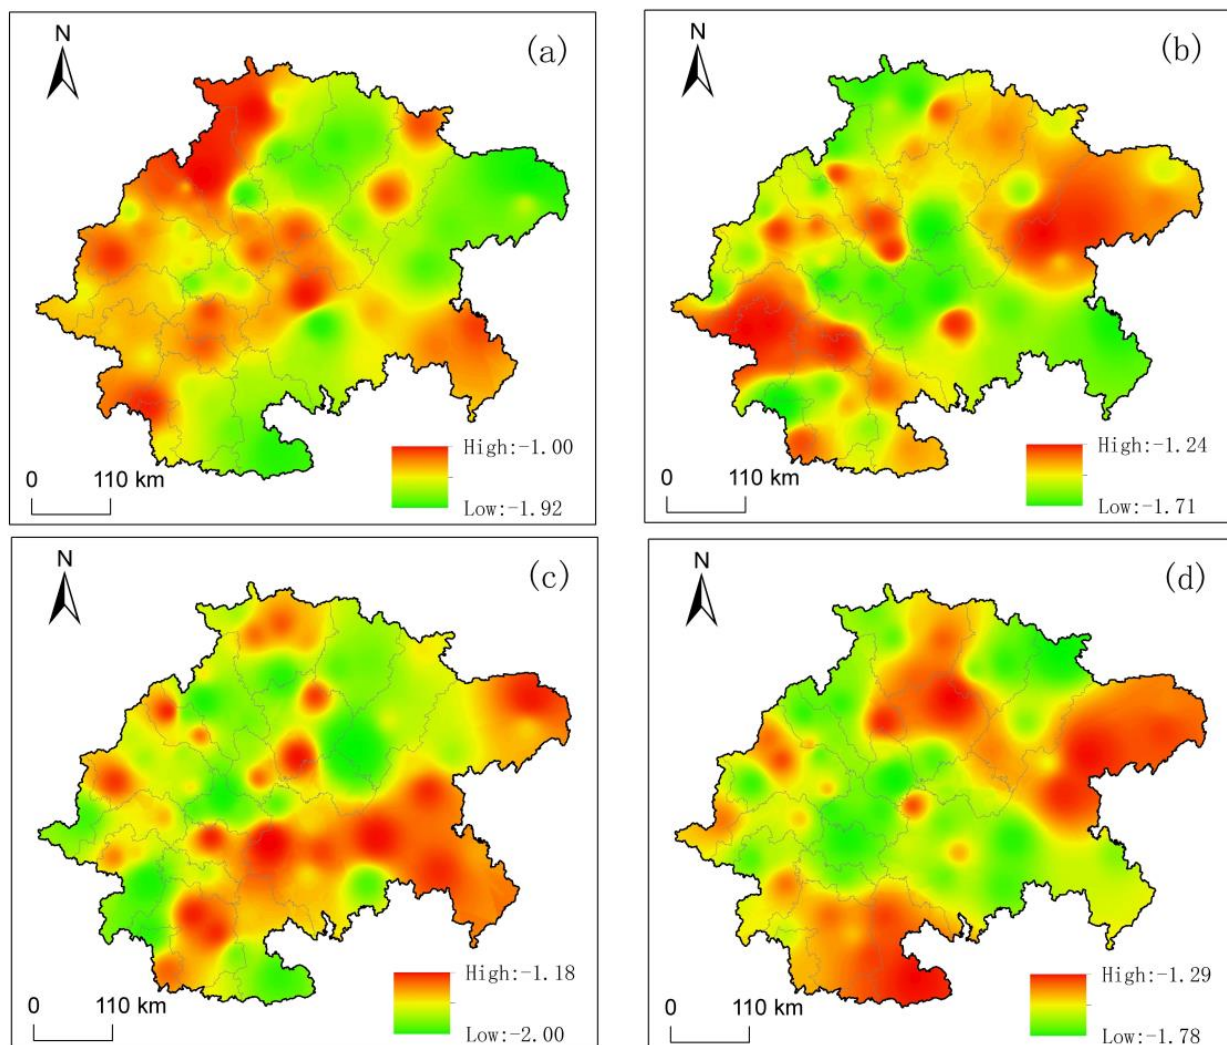 N
(a)
High:-1.00
Low:-1.92
0 110 km
N
(b)
High:-1.24
Low:-1.71
0 110 km
N
(c)
High:-1.18
Low:-2.00
0 110 km
N
(d)
High:-1.29
Low:-1.78
0 110 km